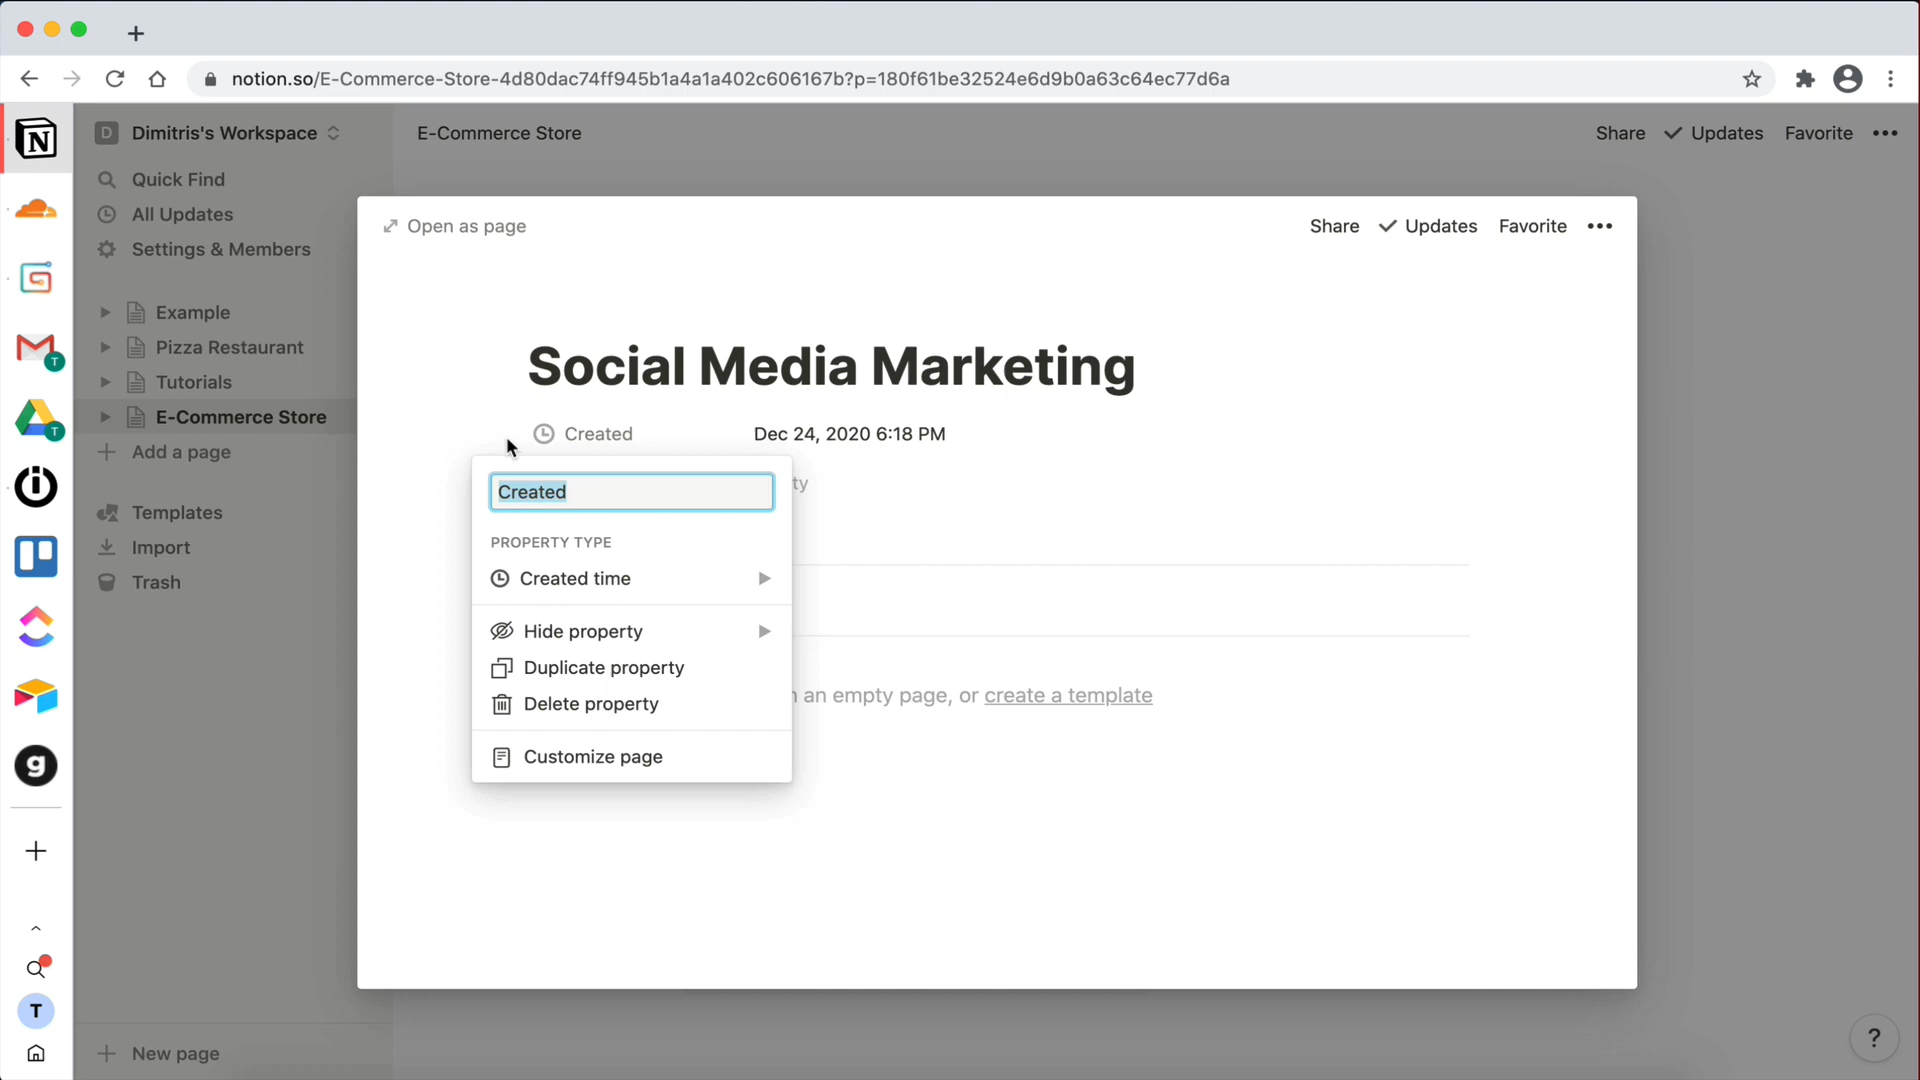 notion.so/E-Commerce-Store-4d80dac74ff945b1a4a1a402c606167b?p=180f61be32524e6d9b0a63c64ec77d6a
D Dimitris's Workspace
E-Commerce Store
Share Updates Favorite
Quick Find
All Updates
Settings & Members
Example
Pizza Restaurant
Tutorials
E-Commerce Store
Add a page
Templates
Import
Trash
New page
Open as page
Share Updates Favorite
Social Media Marketing
Created Dec 24, 2020 6:18 PM
Created
ty
PROPERTY TYPE
Created time
Hide property
Duplicate property
Delete property
Customize page
an empty page, or create a template
N
T
T
g
T
?